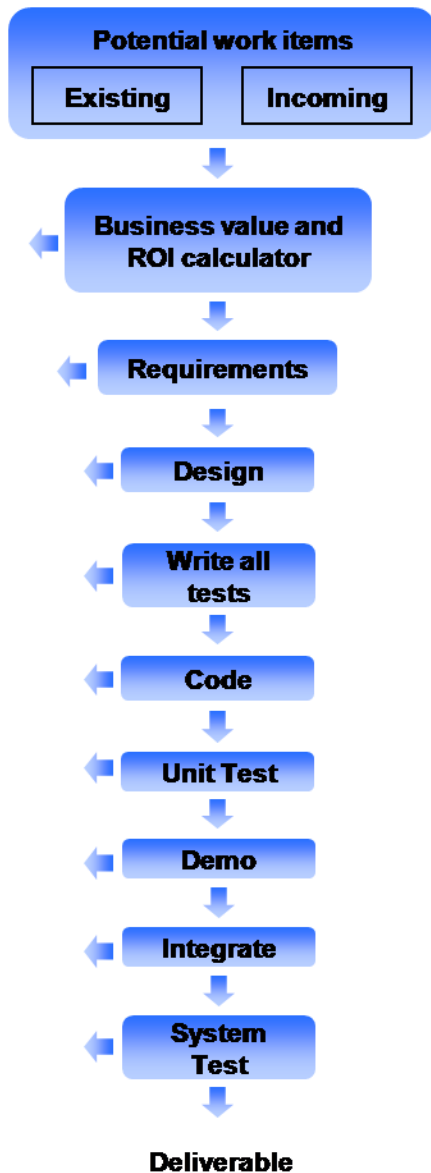 Potential work items
Existing
Incoming
Business value and
ROI calculator
Requirements
Design
Write all
tests
Code
Unit Test
Demo
Integrate
System
Test
Deliverable